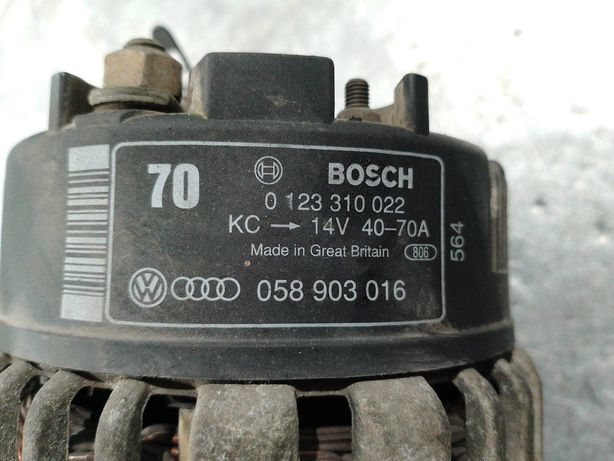 70
BOSCH
0 123 310 022
KC → 14V 40–70A
Made in Great Britain 806
564
VW 058 903 016